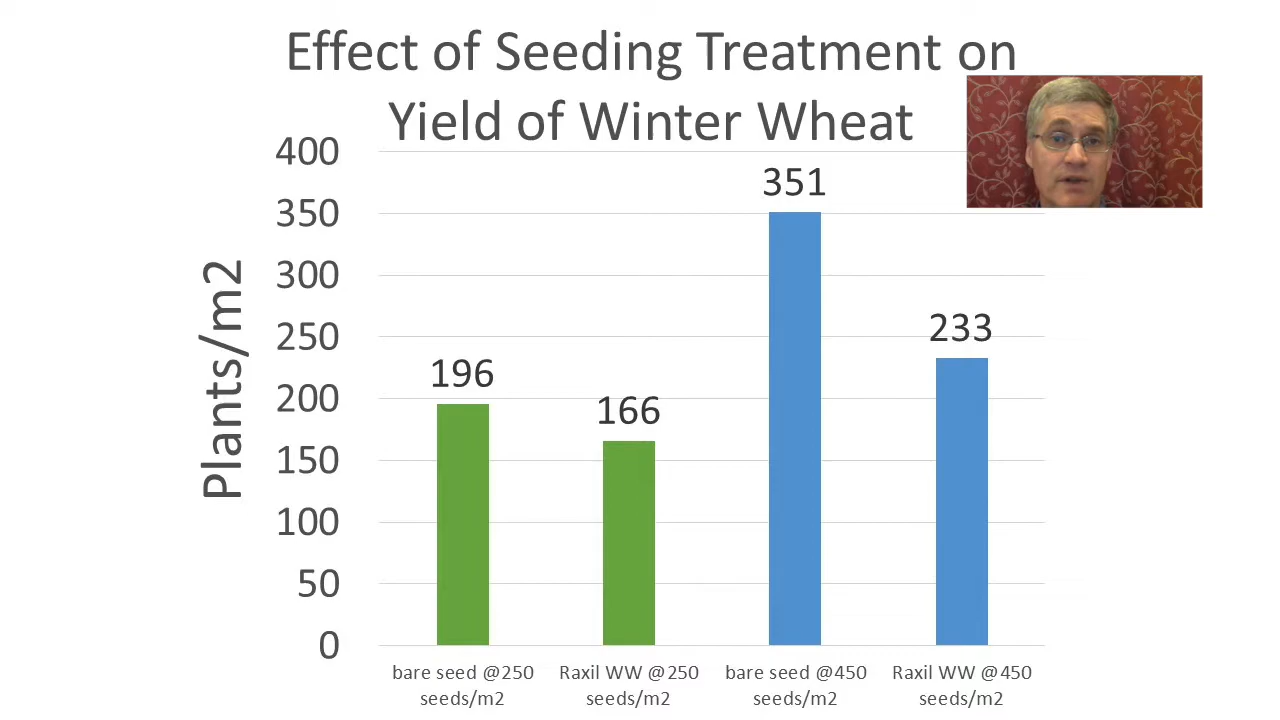 Effect of Seeding Treatment on
Yield of Winter Wheat
Plants/m2
400
350
300
250
200
150
100
50
0
196
166
351
233
bare seed @250
seeds/m2
Raxil WW @250
seeds/m2
bare seed @450
seeds/m2
Raxil WW @450
seeds/m2